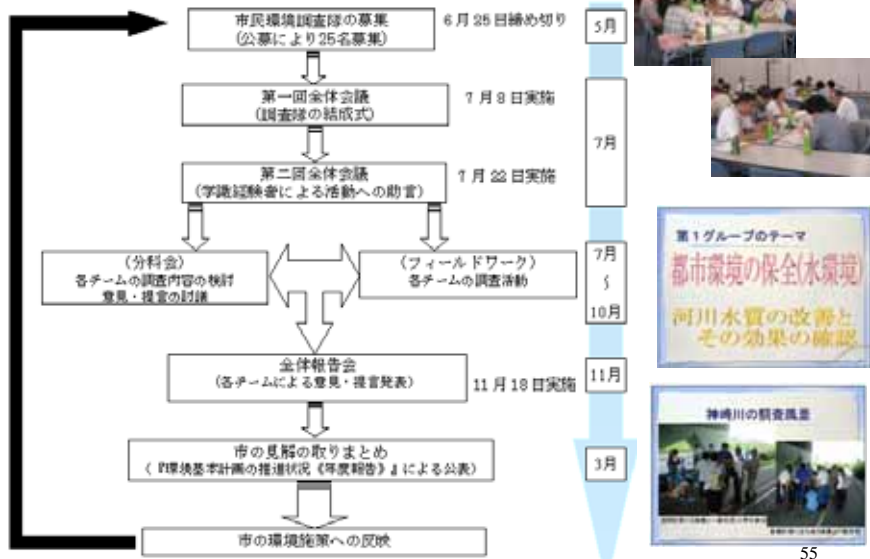 市民環境調査隊の募集
(公募により25名募集)
6月25日締め切り
5月
第一回全体会議
(調査隊の結成式)
7月8日実施
7月
第二回全体会議
(学識経験者による活動への助言)
7月22日実施
(分科会)
各チームの調査内容の検討
意見・提言の討議
(フィールドワーク)
各チームの調査活動
7月
～
10月
全体報告会
(各チームによる意見・提言発表)
11月18日実施
11月
市の見解の取りまとめ
(『環境基本計画の推進状況《年度報告》』による公表)
3月
市の環境施策への反映
第1グループのテーマ
都市環境の保全(水環境)
河川水質の改善と
その効果の確認
神崎川の調査風景
55